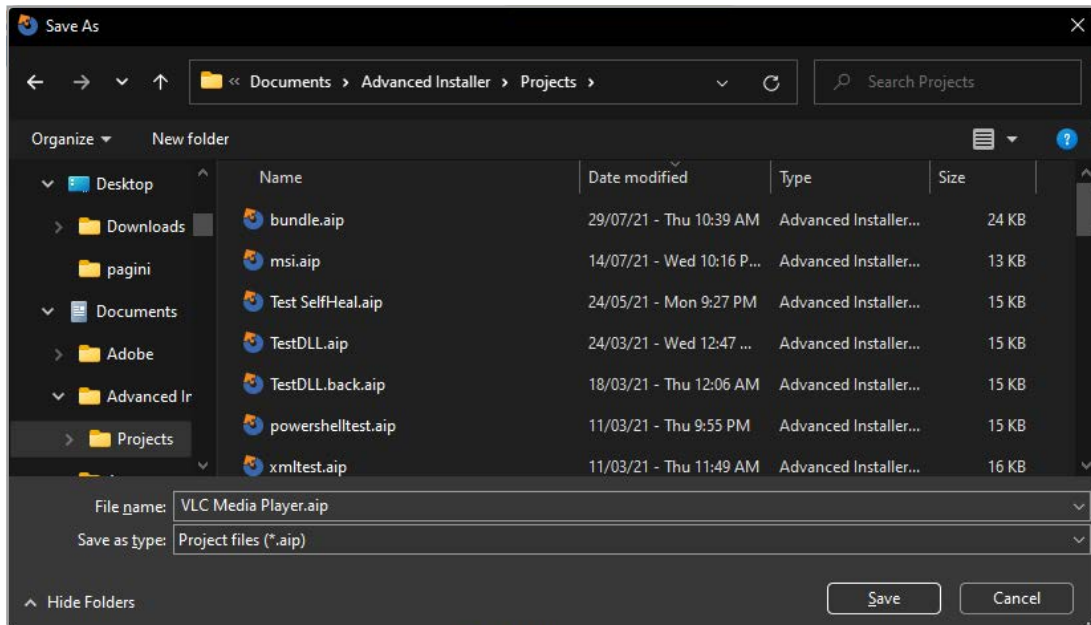 Save As
« Documents > Advanced Installer > Projects >
Search Projects
Organize
New folder
?
Desktop
Downloads
pagini
Documents
Adobe
Advanced Ir
Projects
Name Date modified Type Size
bundle.aip 29/07/21 - Thu 10:39 AM Advanced Installer... 24 KB
msi.aip 14/07/21 - Wed 10:16 P... Advanced Installer... 13 KB
Test SelfHeal.aip 24/05/21 - Mon 9:27 PM Advanced Installer... 15 KB
TestDLL.aip 24/03/21 - Wed 12:47 ... Advanced Installer... 15 KB
TestDLL.back.aip 18/03/21 - Thu 12:06 AM Advanced Installer... 15 KB
powershelltest.aip 11/03/21 - Thu 9:55 PM Advanced Installer... 15 KB
xmltest.aip 11/03/21 - Thu 11:49 AM Advanced Installer... 16 KB
File name: VLC Media Player.aip
Save as type: Project files (*.aip)
Hide Folders
Save
Cancel